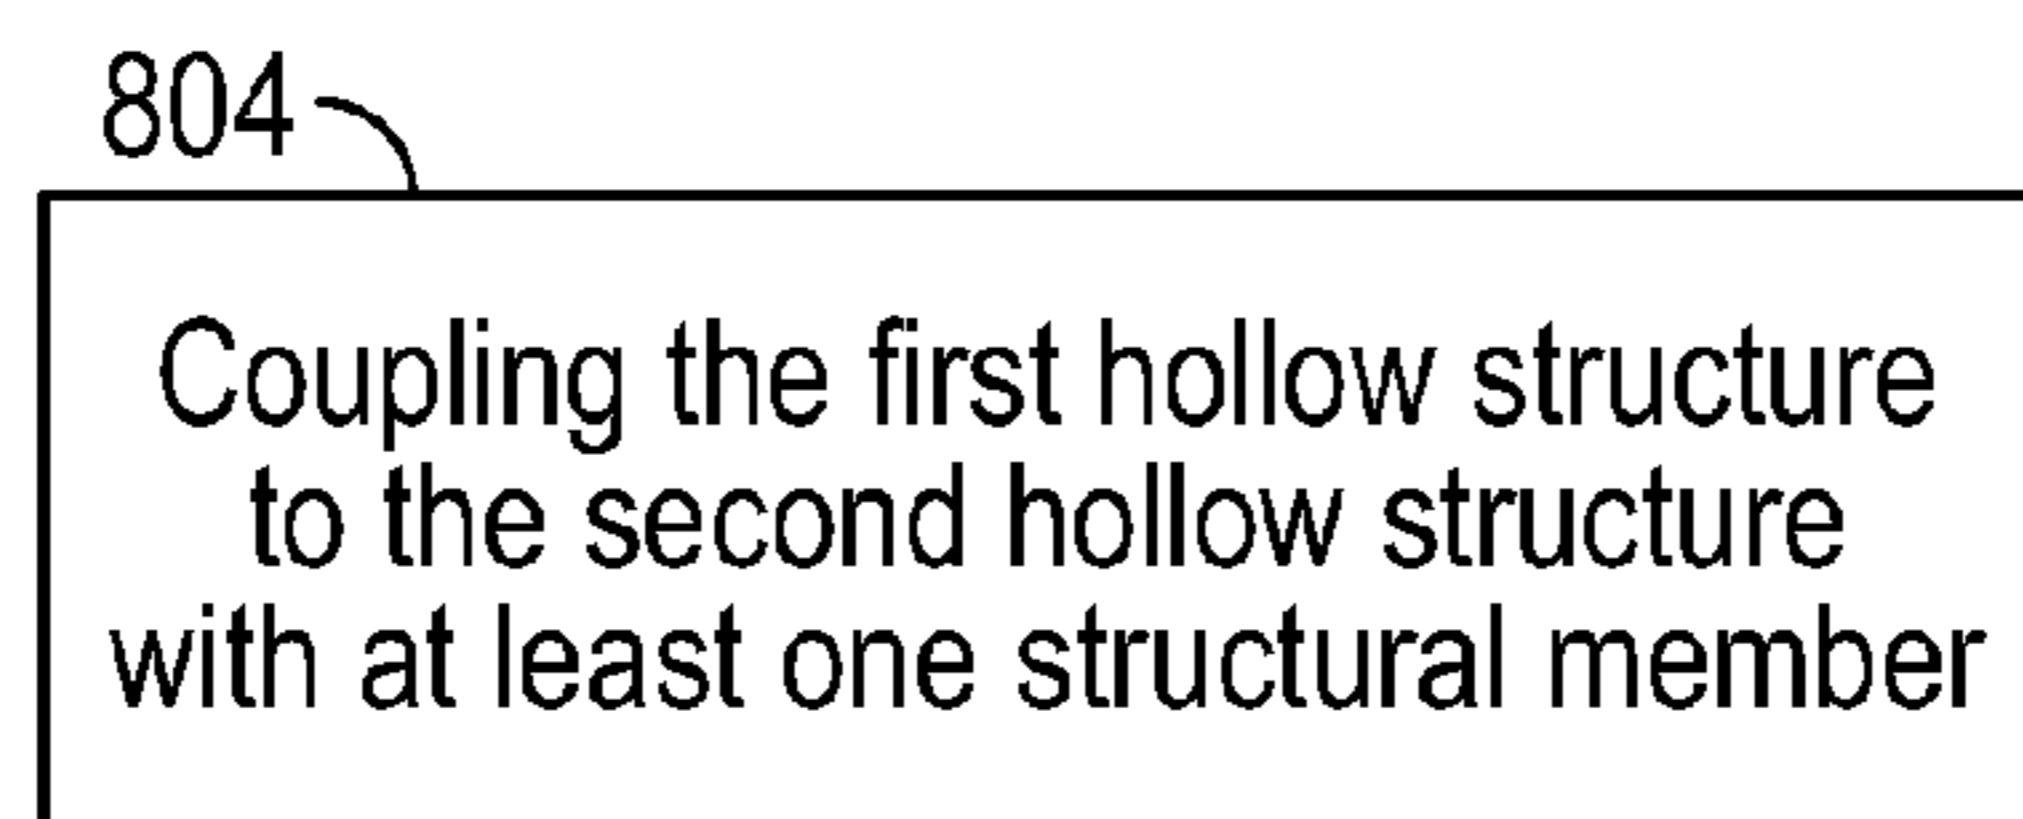 804
Coupling the first hollow structure
to the second hollow structure
with at least one structural member